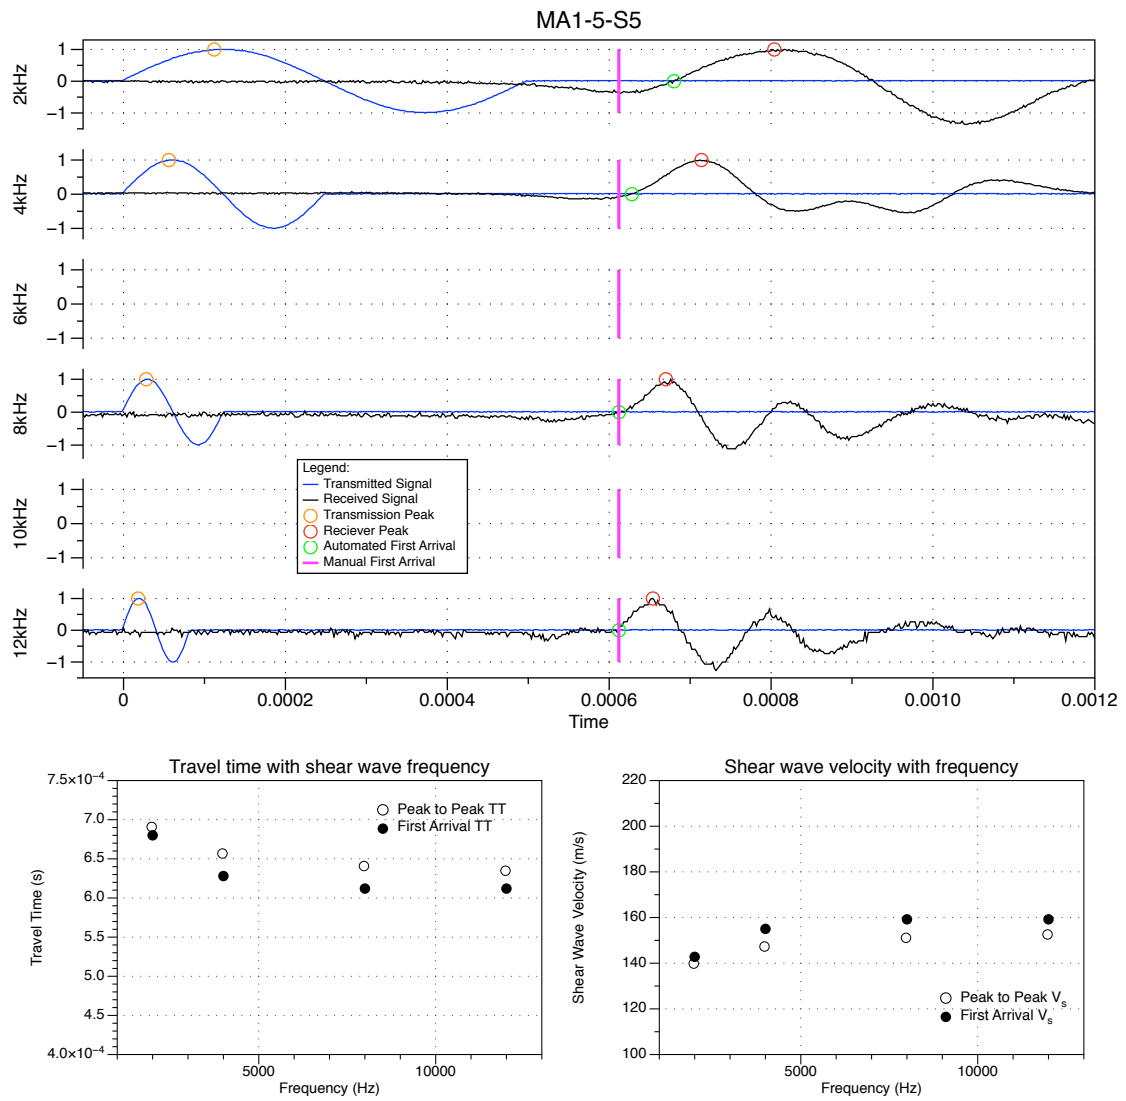 MA1-5-S5
2kHz
1
0
−1
4kHz
1
0
−1
6kHz
1
0
−1
8kHz
1
0
−1
Legend:
Transmitted Signal
Received Signal
Transmission Peak
Reciever Peak
Automated First Arrival
Manual First Arrival
10kHz
1
0
−1
12kHz
1
0
−1
0 0.0002 0.0004 0.0006 0.0008 0.0010 0.0012
Time
Travel time with shear wave frequency
7.5×10⁻⁴
7.0
6.5
6.0
5.5
5.0
4.5
4.0×10⁻⁴
Travel Time (s)
Peak to Peak TT
First Arrival TT
5000 10000
Frequency (Hz)
Shear wave velocity with frequency
220
200
180
160
140
120
100
Shear Wave Velocity (m/s)
Peak to Peak Vₛ
First Arrival Vₛ
5000 10000
Frequency (Hz)